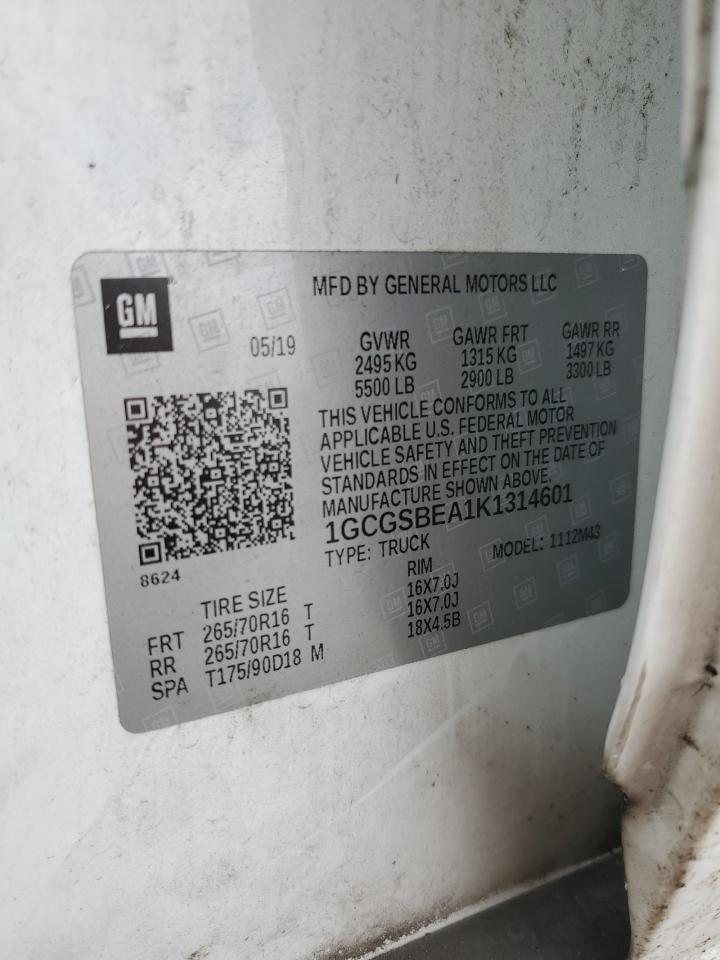 GM
MFD BY GENERAL MOTORS LLC
05/19
GVWR GAWR FRT GAWR RR
2495 KG 1315 KG 1497 KG
5500 LB 2900 LB 3300 LB
THIS VEHICLE CONFORMS TO ALL
APPLICABLE U.S. FEDERAL MOTOR
VEHICLE SAFETY AND THEFT PREVENTION
STANDARDS IN EFFECT ON THE DATE OF
MANUFACTURE SHOWN ABOVE.
1GCGSBEA1K1314601
TYPE: TRUCK MODEL: 1112M43
8624
TIRE SIZE RIM
FRT 265/70R16 T 16X7.0J
RR 265/70R16 T 16X7.0J
SPA T175/90D18 M 18X4.5B